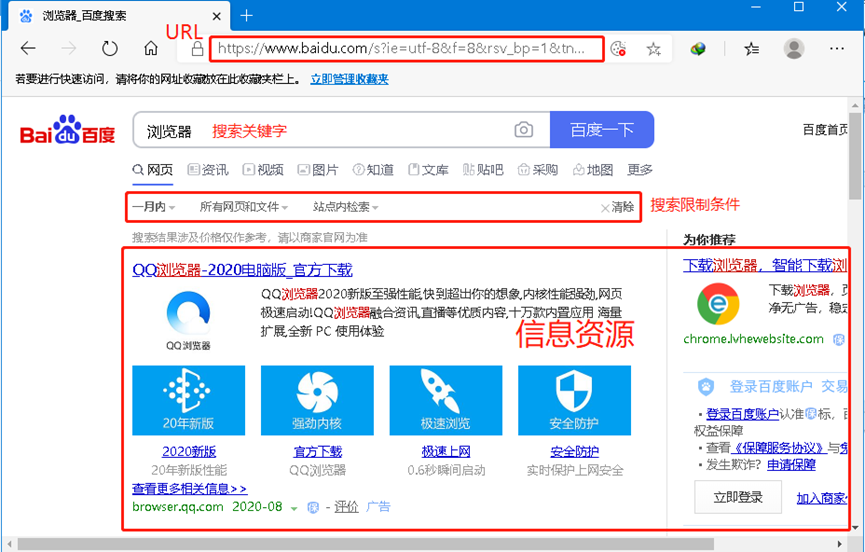 浏览器_百度搜索
URL
https://www.baidu.com/s?ie=utf-8&f=8&rsv_bp=1&tn...
若要进行快速访问，请将你的网址收藏放在此收藏夹栏上。 立即管理收藏夹
Bai du 百度 浏览器 搜索关键字 百度一下 百度首页
网页 资讯 视频 图片 知道 文库 贴吧 采购 地图 更多
一月内 所有网页和文件 站点内检索 清除 搜索限制条件
搜索结果涉及价格仅作参考，请以商家官网为准
为你推荐
QQ浏览器-2020电脑版_官方下载
下载浏览器，智能下载浏
QQ浏览器2020新版至强性能,快到超出你的想象,内核性能强劲,网页
极速启动!QQ浏览器融合资讯,直播等优质内容,十万款内置应用 海量
扩展,全新 PC 使用体验
QQ浏览器
信息资源
下载浏览器，
净无广告，稳定
chrome.lvhewebsite.com
20年新版 强劲内核 极速浏览 安全防护
2020新版 官方下载 极速上网 安全防护
20年新版性能 QQ浏览器 0.6秒瞬间启动 实时保护上网安全
查看更多相关信息>>
browser.qq.com 2020-08 保 - 评价 广告
登录百度账户 交易
·登录百度账户认准保标，
权益保障
·查看《保障服务协议》与
·发生欺诈？申请保障
立即登录 加入商家